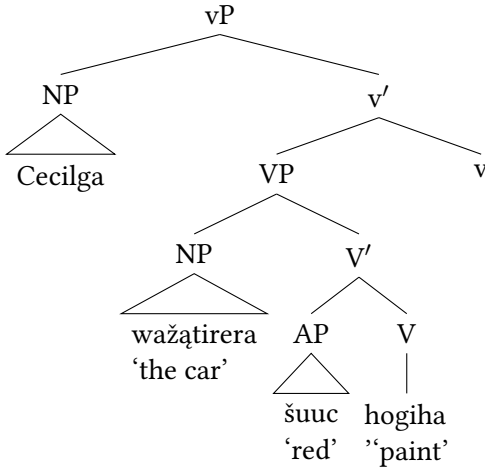 vP
NP v′
Cecilga VP v
NP V′
wažątirera AP V
‘the car’
šuuc hogiha
‘red’ ’‘paint’